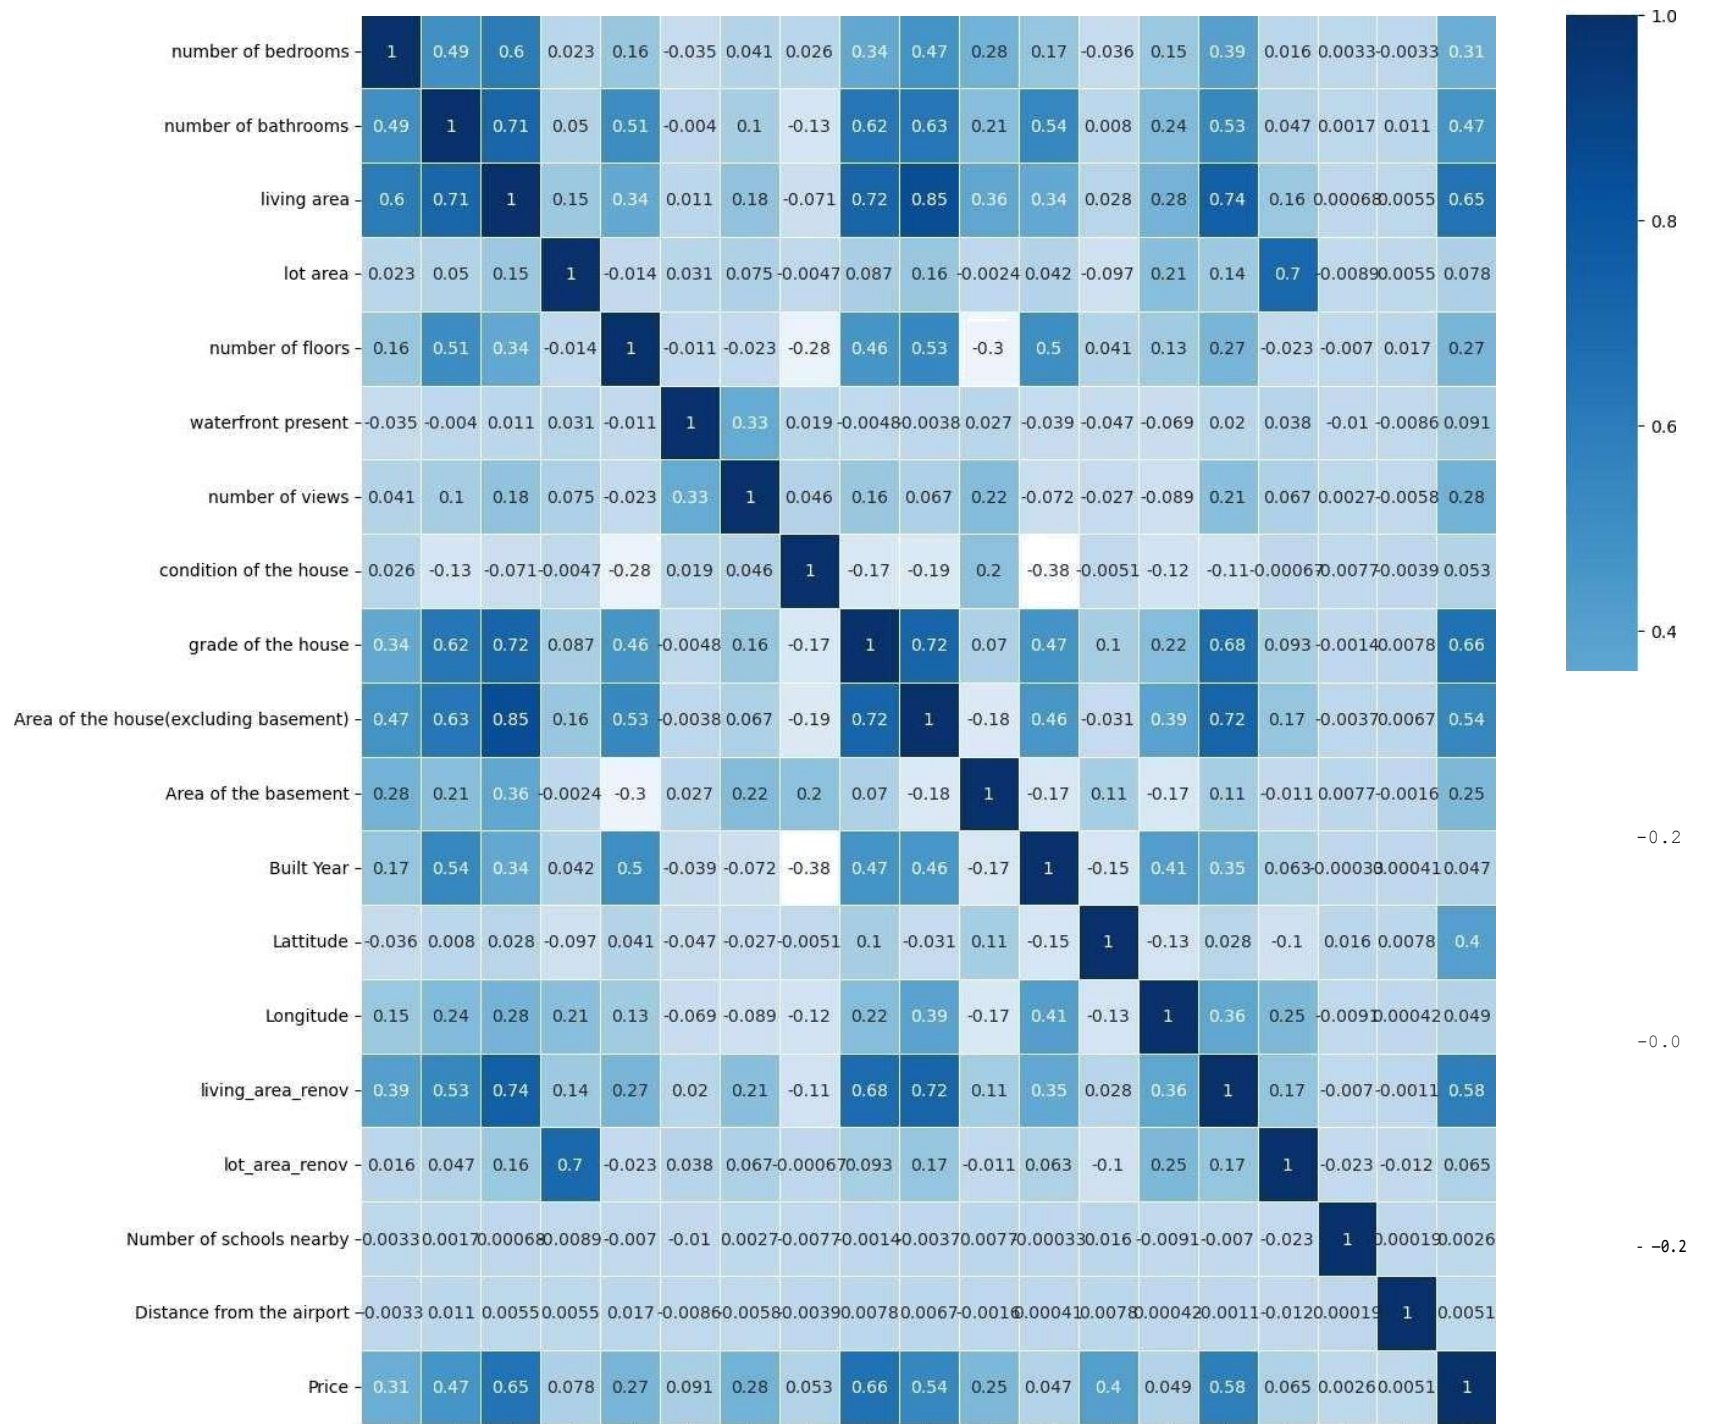 number of bedrooms 1 0.49 0.6 0.023 0.16 -0.035 0.041 0.026 0.34 0.47 0.28 0.17 -0.036 0.15 0.39 0.016 0.0033 -0.0033 0.31
number of bathrooms 0.49 1 0.71 0.05 0.51 -0.004 0.1 -0.13 0.62 0.63 0.21 0.54 0.008 0.24 0.53 0.047 0.0017 0.011 0.47
living area 0.6 0.71 1 0.15 0.34 0.011 0.18 -0.071 0.72 0.85 0.36 0.34 0.028 0.28 0.74 0.16 0.00068 0.0055 0.65
lot area 0.023 0.05 0.15 1 -0.014 0.031 0.075 -0.0047 0.087 0.16 -0.0024 0.042 -0.097 0.21 0.14 0.7 -0.0089 0.0055 0.078
number of floors 0.16 0.51 0.34 -0.014 1 -0.011 -0.023 -0.28 0.46 0.53 -0.3 0.5 0.041 0.13 0.27 -0.023 -0.007 0.017 0.27
waterfront present -0.035 -0.004 0.011 0.031 -0.011 1 0.33 0.019 -0.0048 -0.0038 0.027 -0.039 -0.047 -0.069 0.02 0.038 -0.01 -0.0086 0.091
number of views 0.041 0.1 0.18 0.075 -0.023 0.33 1 0.046 0.16 0.067 0.22 -0.072 -0.027 -0.089 0.21 0.067 0.0027 -0.0058 0.28
condition of the house 0.026 -0.13 -0.071 -0.0047 -0.28 0.019 0.046 1 -0.17 -0.19 0.2 -0.38 -0.0051 -0.12 -0.11 -0.00067 -0.0077 -0.0039 0.053
grade of the house 0.34 0.62 0.72 0.087 0.46 -0.0048 0.16 -0.17 1 0.72 0.07 0.47 0.1 0.22 0.68 0.093 -0.0014 0.0078 0.66
Area of the house(excluding basement) 0.47 0.63 0.85 0.16 0.53 -0.0038 0.067 -0.19 0.72 1 -0.18 0.46 -0.031 0.39 0.72 0.17 -0.0037 0.0067 0.54
Area of the basement 0.28 0.21 0.36 -0.0024 -0.3 0.027 0.22 0.2 0.07 -0.18 1 -0.17 0.11 -0.17 0.11 -0.011 0.0077 -0.0016 0.25
Built Year 0.17 0.54 0.34 0.042 0.5 -0.039 -0.072 -0.38 0.47 0.46 -0.17 1 -0.15 0.41 0.35 0.063 -0.00033 0.00041 0.047
Lattitude -0.036 0.008 0.028 -0.097 0.041 -0.047 -0.027 -0.0051 0.1 -0.031 0.11 -0.15 1 -0.13 0.028 -0.1 0.016 0.0078 0.4
Longitude 0.15 0.24 0.28 0.21 0.13 -0.069 -0.089 -0.12 0.22 0.39 -0.17 0.41 -0.13 1 0.36 0.25 -0.0091 0.00042 0.049
living_area_renov 0.39 0.53 0.74 0.14 0.27 0.02 0.21 -0.11 0.68 0.72 0.11 0.35 0.028 0.36 1 0.17 -0.007 -0.0011 0.58
lot_area_renov 0.016 0.047 0.16 0.7 -0.023 0.038 0.067 -0.00067 0.093 0.17 -0.011 0.063 -0.1 0.25 0.17 1 -0.023 -0.012 0.065
Number of schools nearby 0.0033 0.0017 0.00068 -0.0089 -0.007 -0.01 0.0027 -0.0077 -0.0014 -0.0037 0.0077 -0.00033 0.016 -0.0091 -0.007 -0.023 1 0.00019 0.0026
Distance from the airport -0.0033 0.011 0.0055 0.0055 0.017 -0.0086 -0.0058 -0.0039 0.0078 0.0067 -0.0016 0.00041 0.0078 0.00042 -0.0011 -0.012 0.00019 1 0.0051
Price 0.31 0.47 0.65 0.078 0.27 0.091 0.28 0.053 0.66 0.54 0.25 0.047 0.4 0.049 0.58 0.065 0.0026 0.0051 1
1.0
0.8
0.6
0.4
-0.2
-0.0
- -0.2